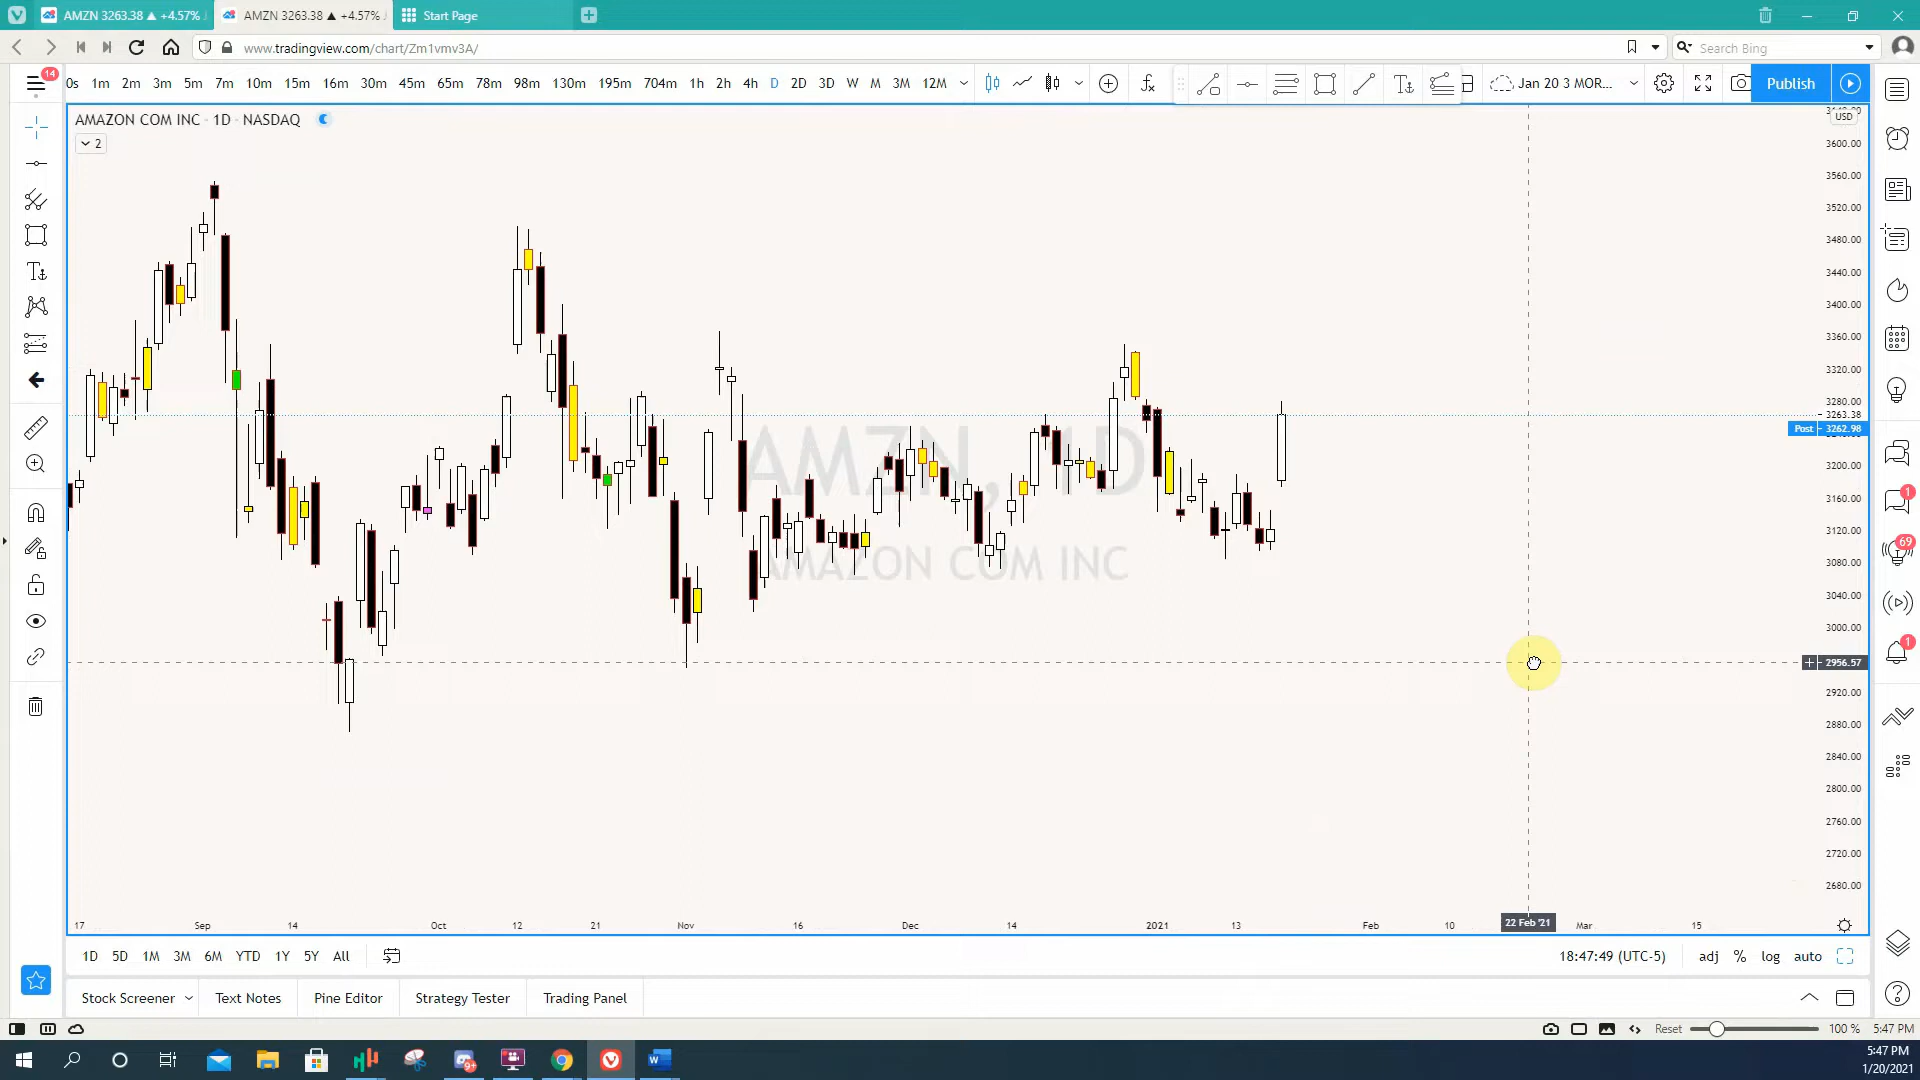 AMZN 3263.38 ▲ +4.57%
AMZN 3263.38 ▲ +4.57%
Start Page
www.tradingview.com/chart/Zm1vmv3A/
Search Bing
14
0s 1m 2m 3m 5m 7m 10m 15m 16m 30m 45m 65m 78m 98m 130m 195m 704m 1h 2h 4h D 2D 3D W M 3M 12M
Jan 20 3 MOR...
Publish
AMAZON COM INC · 1D · NASDAQ
2
USD
3600.00
3560.00
3520.00
3480.00
3440.00
3400.00
3360.00
3320.00
3280.00
3263.38
Post 3262.98
3200.00
3160.00
3120.00
3080.00
3040.00
3000.00
2956.57
2920.00
2880.00
2840.00
2800.00
2760.00
2720.00
2680.00
AMZN, 1D
AMAZON COM INC
17 Sep 14 Oct 12 21 Nov 16 Dec 14 2021 13 Feb 10 22 Feb '21 Mar 15
1D 5D 1M 3M 6M YTD 1Y 5Y All
18:47:49 (UTC-5) adj % log auto
Stock Screener Text Notes Pine Editor Strategy Tester Trading Panel
1
69
1
Reset 100 % 5:47 PM
9+
5:47 PM
1/20/2021